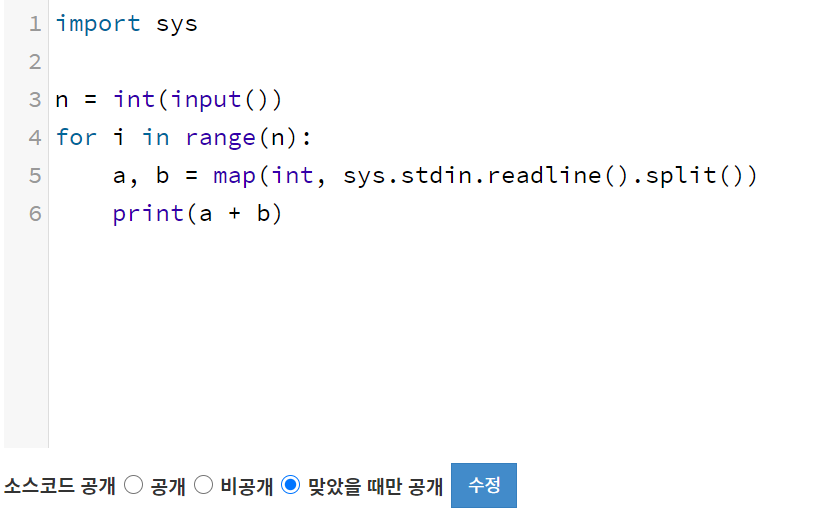 1 import sys
2
3 n = int(input())
4 for i in range(n):
5     a, b = map(int, sys.stdin.readline().split())
6     print(a + b)
소스코드 공개 공개 비공개 맞았을 때만 공개 수정